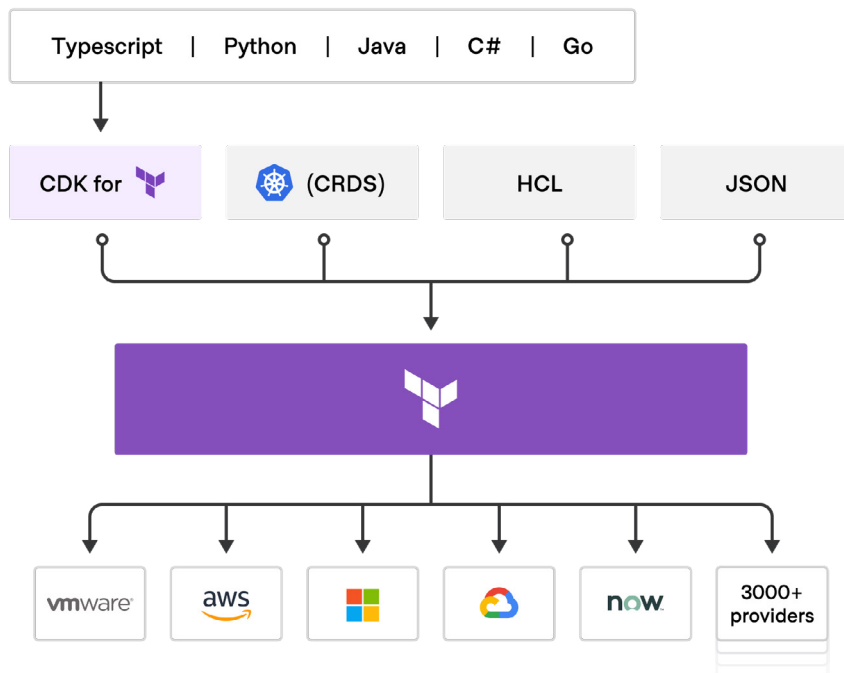 Typescript | Python | Java | C# | Go
CDK for
(CRDS)
HCL
JSON
vmware®
aws
now
3000+
providers